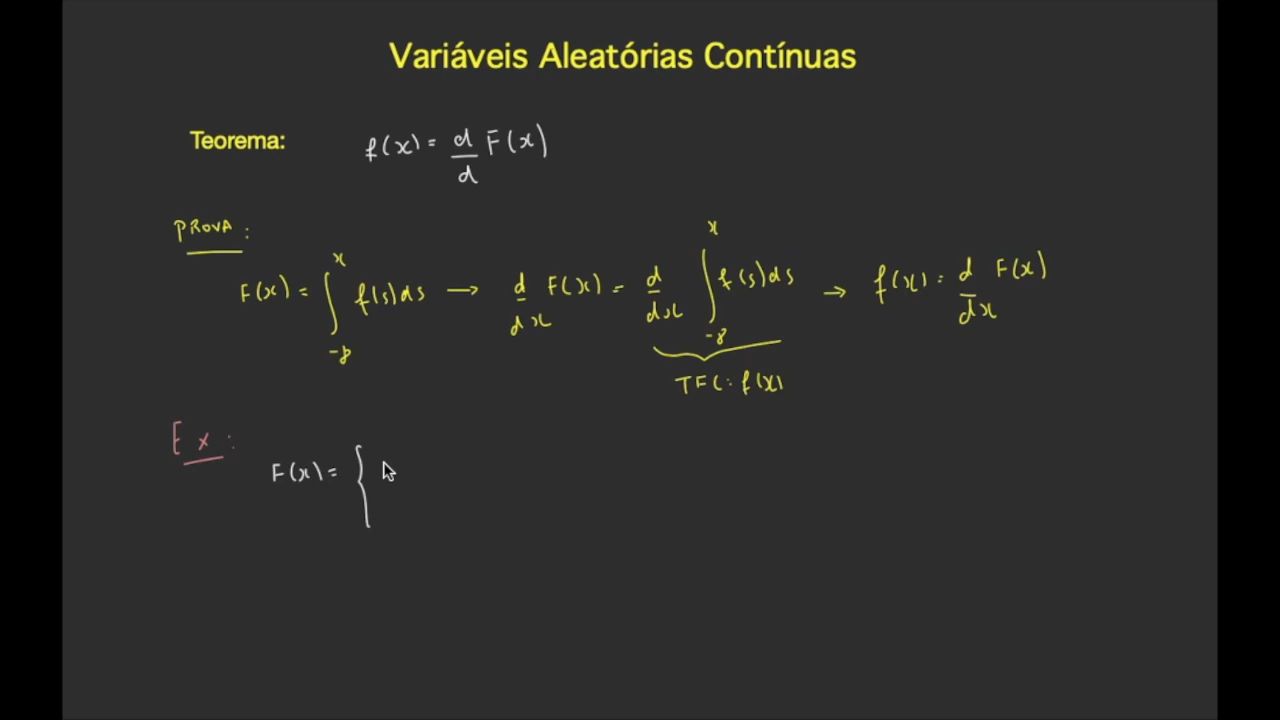 Variáveis Aleatórias Contínuas
Teorema: f(x) = d/d F(x)
PROVA:
F(x) = ∫_{-∞}^{x} f(s)ds → d/dx F(x) = d/dx ∫_{-∞}^{x} f(s)ds → f(x) = d/dx F(x)
TFC: f(x)
Ex:
F(x) = {